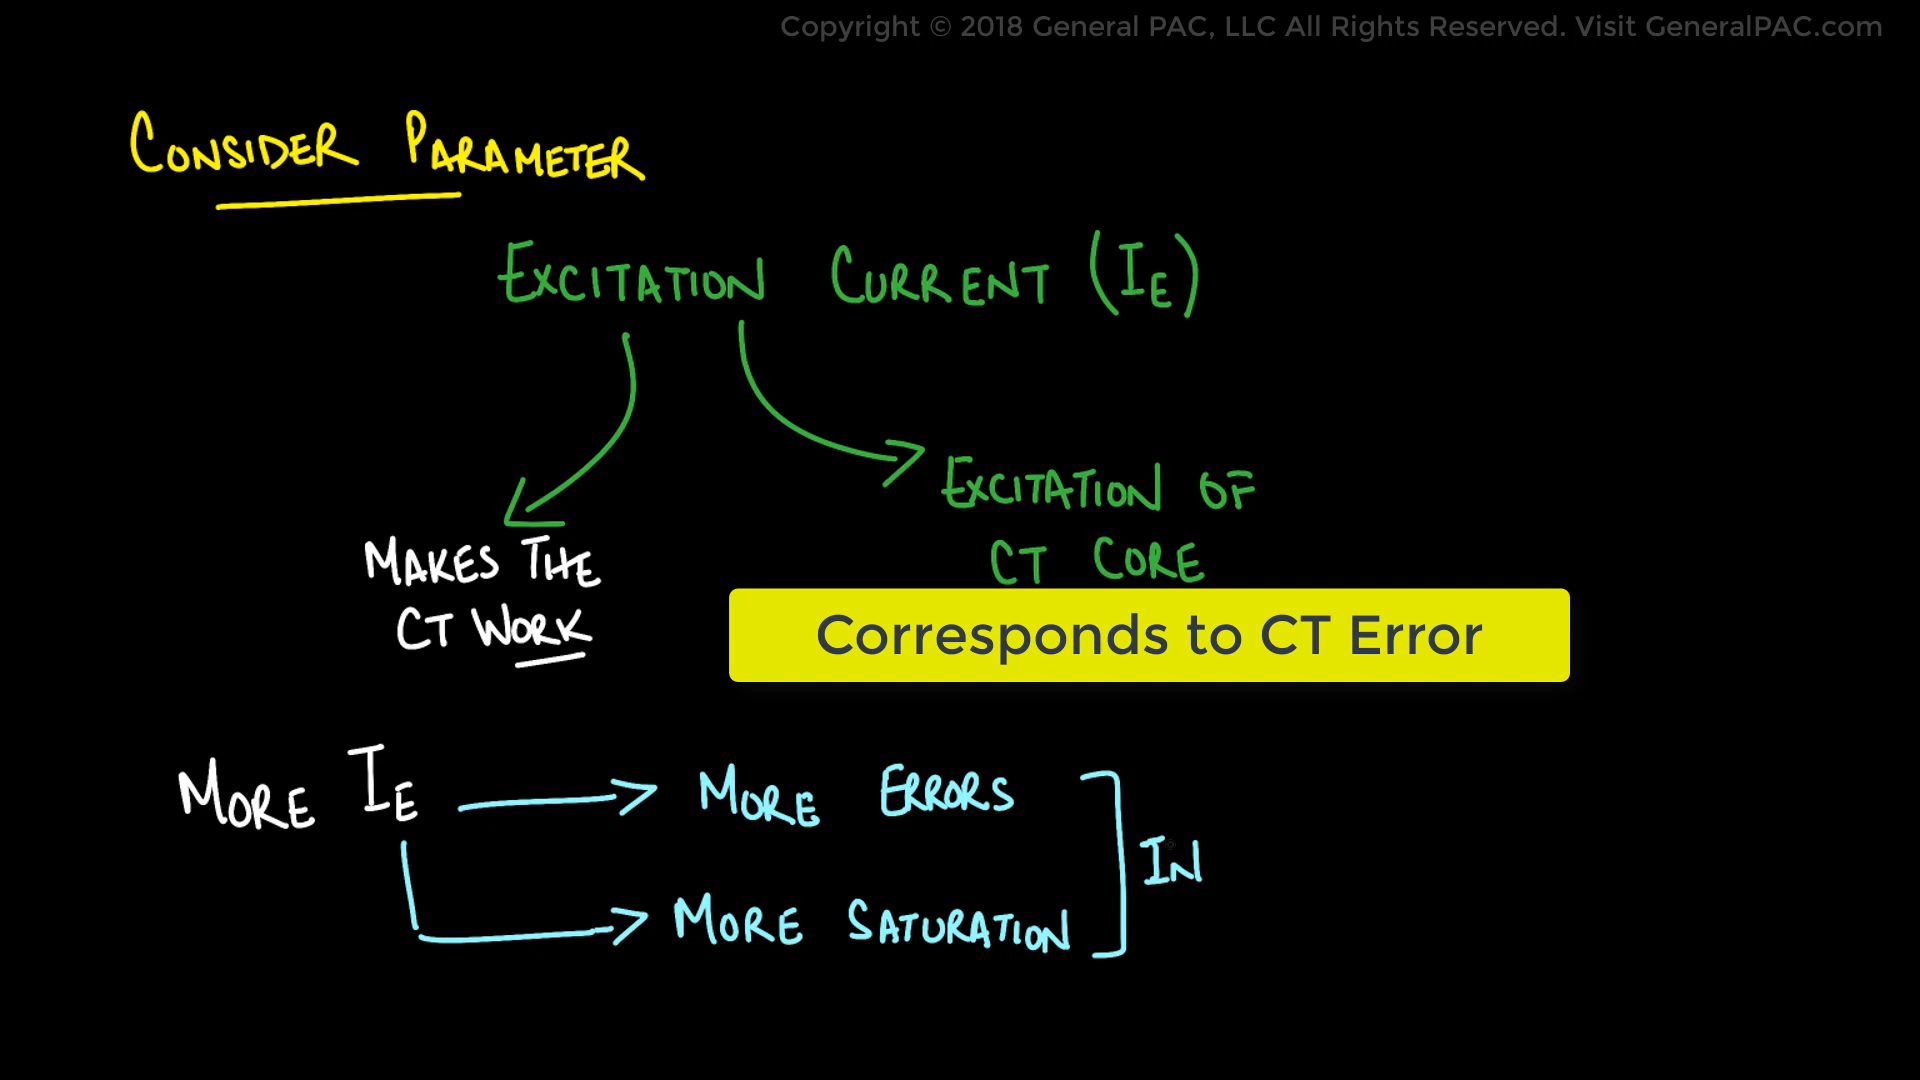 Copyright © 2018 General PAC, LLC All Rights Reserved. Visit GeneralPAC.com
CONSIDER PARAMETER
EXCITATION CURRENT (IE)
EXCITATION OF
CT CORE
MAKES THE
CT WORK
Corresponds to CT Error
MORE IE
MORE ERRORS
IN
MORE SATURATION